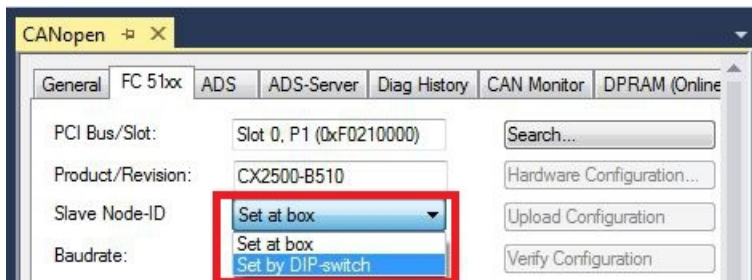 CANopen
General FC 51xx ADS ADS-Server Diag History CAN Monitor DPRAM (Online
PCI Bus/Slot: Slot 0, P1 (0xF0210000) Search...
Product/Revision: CX2500-B510 Hardware Configuration...
Slave Node-ID Set at box Upload Configuration
Set at box
Baudrate: Set by DIP-switch Verify Configuration